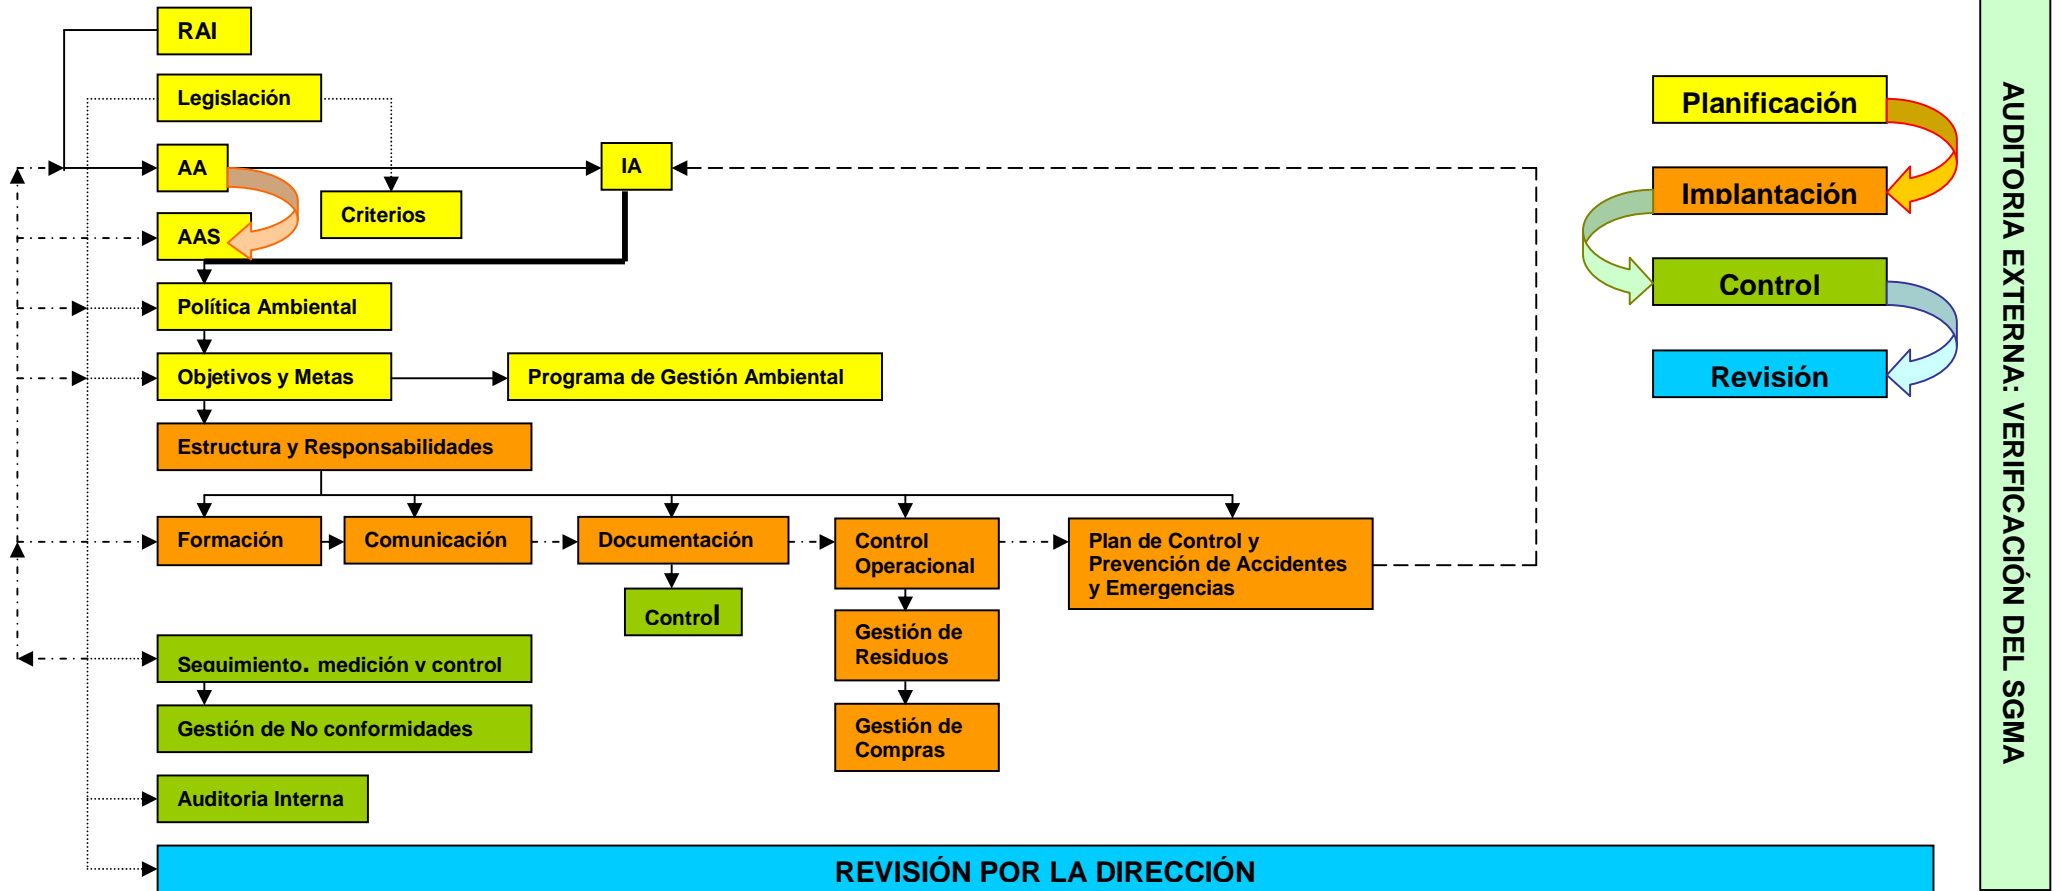 RAI
Legislación
AA
IA
Criterios
AAS
Política Ambiental
Objetivos y Metas
Programa de Gestión Ambiental
Estructura y Responsabilidades
Formación
Comunicación
Documentación
Control
Operacional
Plan de Control y
Prevención de Accidentes
y Emergencias
Control
Gestión de
Residuos
Seguimiento, medición y control
Gestión de No conformidades
Gestión de
Compras
Auditoria Interna
REVISIÓN POR LA DIRECCIÓN
Planificación
Implantación
Control
Revisión
AUDITORIA EXTERNA: VERIFICACIÓN DEL SGMA